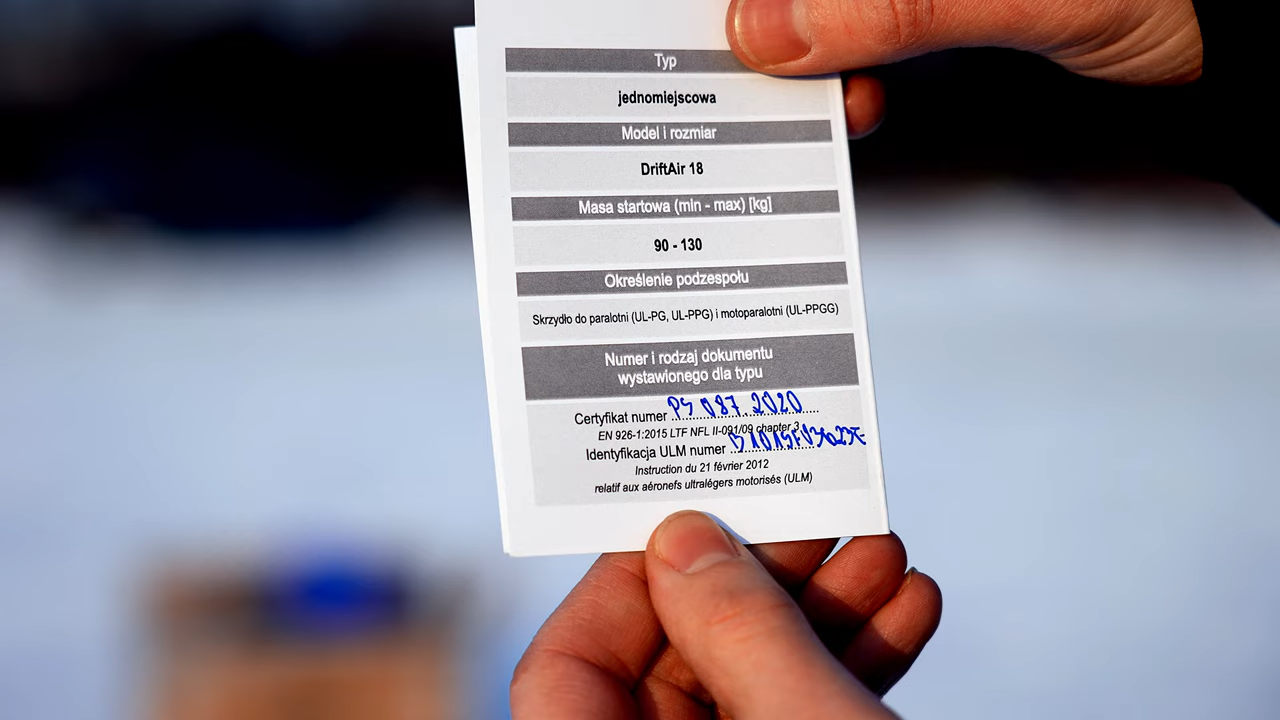 Typ
jednomiejscowa
Model i rozmiar
DriftAir 18
Masa startowa (min - max) [kg]
90 - 130
Określenie podzespołu
Skrzydło do paralotni (UL-PG, UL-PPG) i motoparalotni (UL-PPGG)
Numer i rodzaj dokumentu
wystawionego dla typu
Certyfikat numer PS 087.2020
EN 926-1:2015 LTF NFL II-091/09 chapter 3
Identyfikacja ULM numer
Instruction du 21 février 2012
relatif aux aéronefs ultralégers motorisés (ULM)